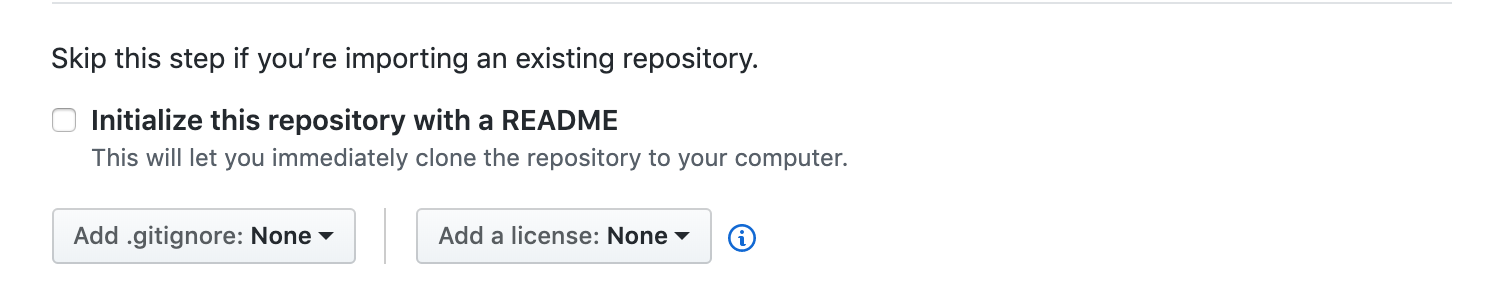 Skip this step if you’re importing an existing repository.
Initialize this repository with a README
This will let you immediately clone the repository to your computer.
Add .gitignore: None Add a license: None